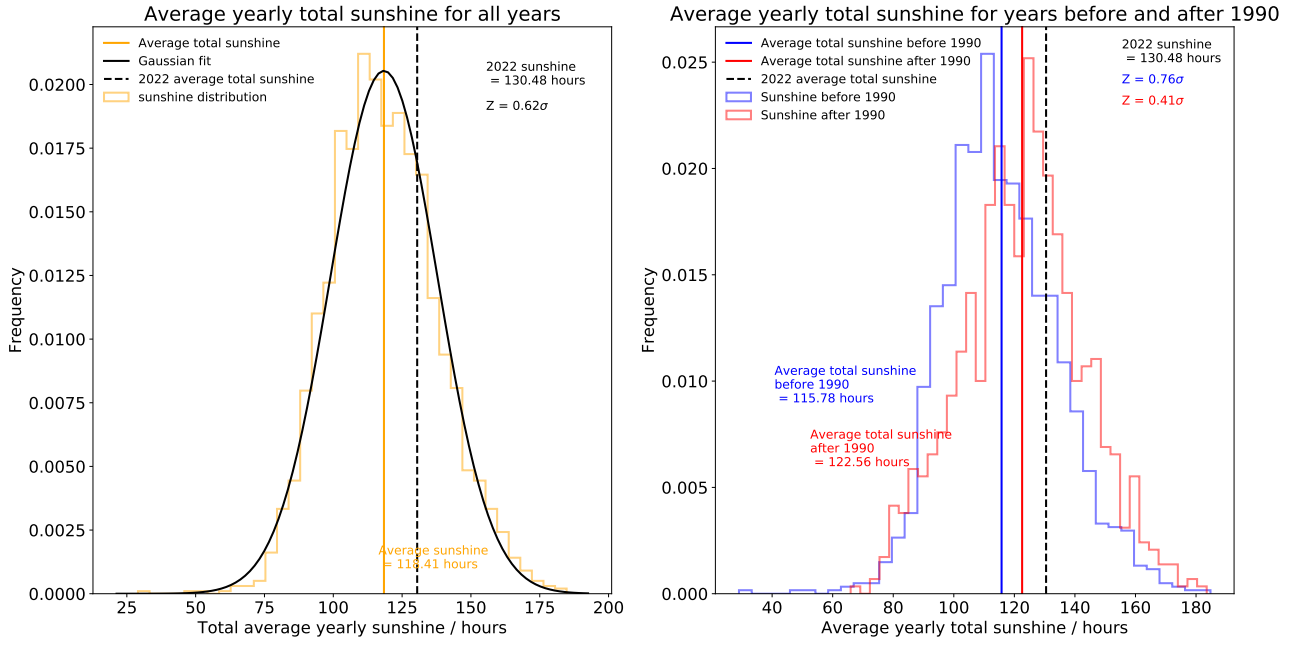 Average yearly total sunshine for all years
Average total sunshine
Gaussian fit
2022 average total sunshine
sunshine distribution
2022 sunshine
= 130.48 hours
Z = 0.62σ
Average sunshine
= 118.41 hours
Frequency
0.0200
0.0175
0.0150
0.0125
0.0100
0.0075
0.0050
0.0025
0.0000
25 50 75 100 125 150 175 200
Total average yearly sunshine / hours
Average yearly total sunshine for years before and after 1990
Average total sunshine before 1990
Average total sunshine after 1990
2022 average total sunshine
Sunshine before 1990
Sunshine after 1990
2022 sunshine
= 130.48 hours
Z = 0.76σ
Z = 0.41σ
Average total sunshine
before 1990
= 115.78 hours
Average total sunshine
after 1990
= 122.56 hours
Frequency
0.025
0.020
0.015
0.010
0.005
0.000
40 60 80 100 120 140 160 180
Average yearly total sunshine / hours